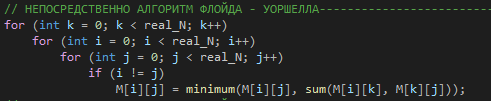 // НЕПОСРЕДСТВЕННО АЛГОРИТМ ФЛОЙДА - УОРШЕЛЛА--------------------------
for (int k = 0; k < real_N; k++)
for (int i = 0; i < real_N; i++)
for (int j = 0; j < real_N; j++)
if (i != j)
M[i][j] = minimum(M[i][j], sum(M[i][k], M[k][j]));